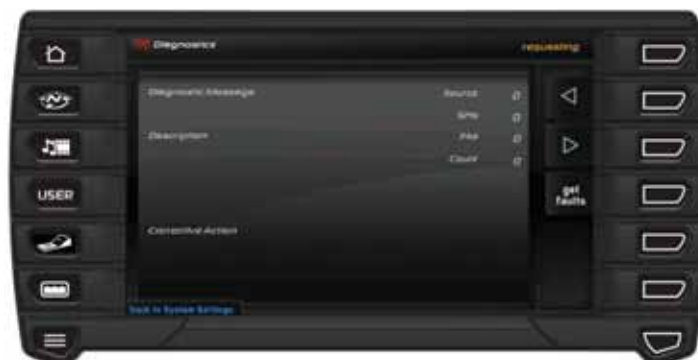 Diagnostics
requesting
Diagnostic Message
Source 0
SPN 0
Description
FMI 0
Count 0
USER
get
faults
Corrective Action
back to System Settings